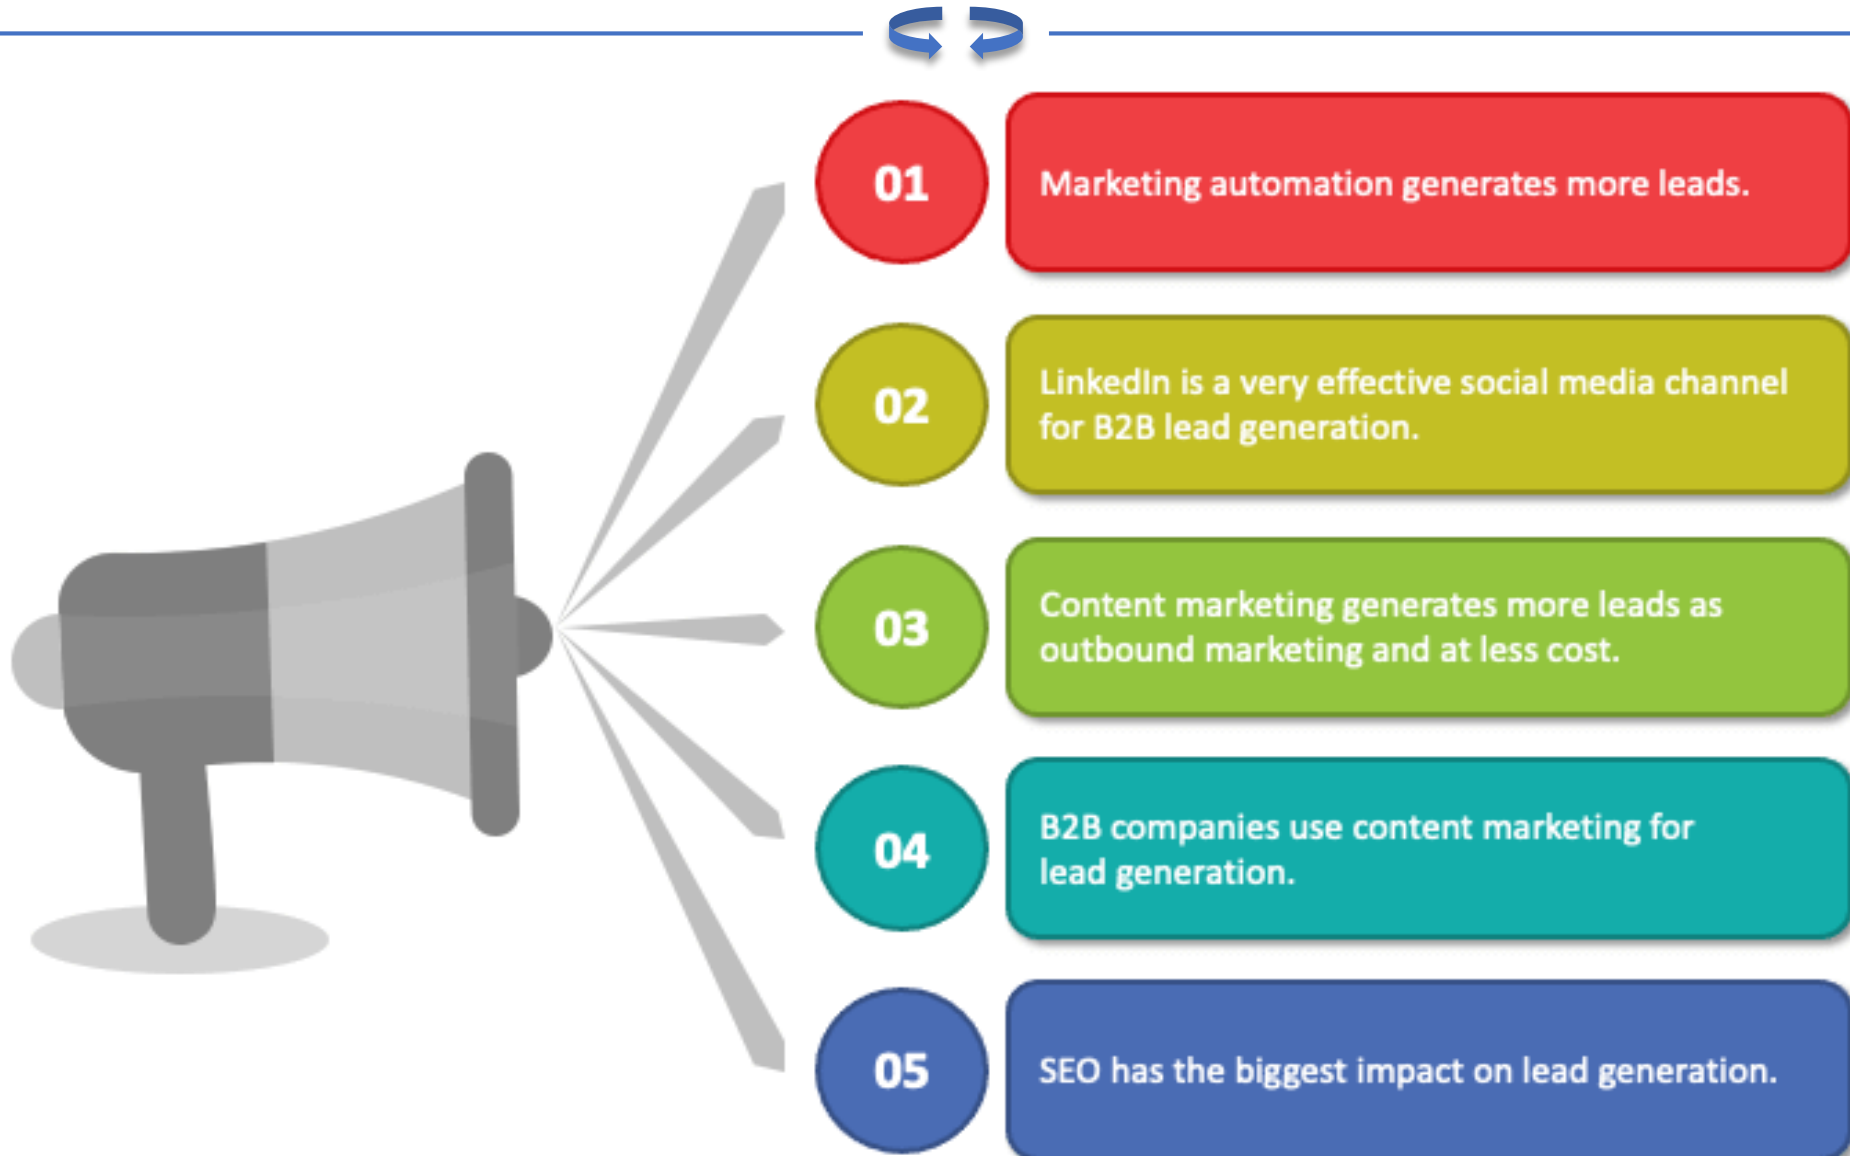 01
Marketing automation generates more leads.
02
LinkedIn is a very effective social media channel
for B2B lead generation.
03
Content marketing generates more leads as
outbound marketing and at less cost.
04
B2B companies use content marketing for
lead generation.
05
SEO has the biggest impact on lead generation.